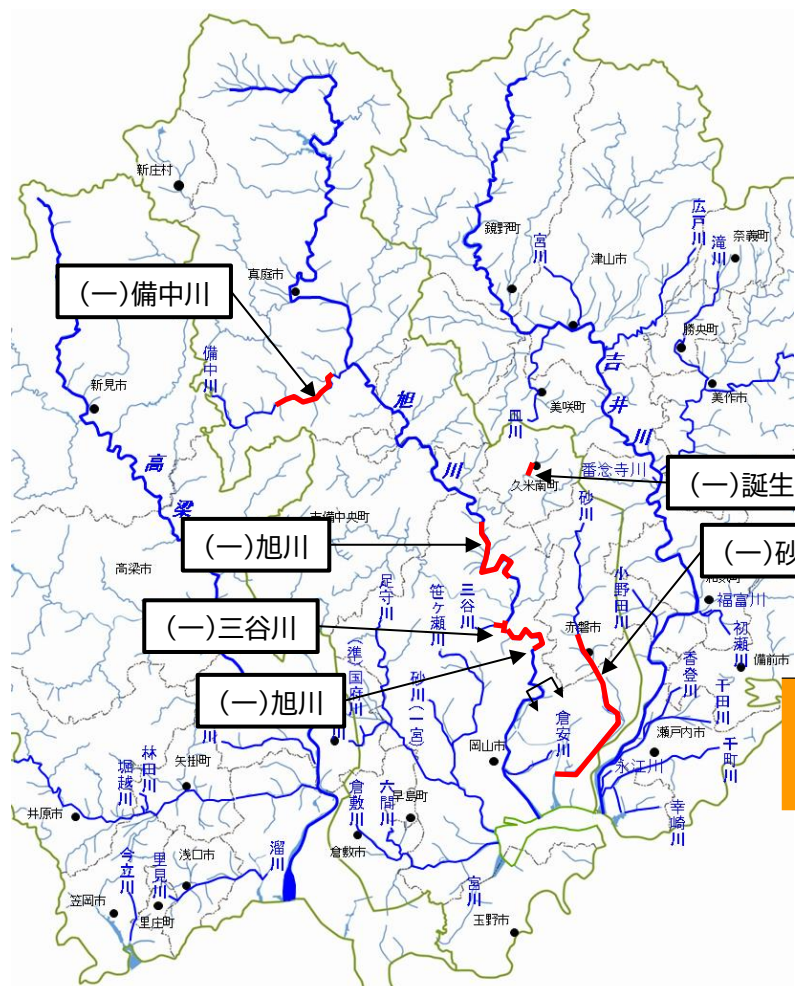 新庄村
鏡野町
宮川
津山市
広戸川
滝川
奈義町
(一)備中川
真庭市
勝央町
備中川
新見市
旭川
吉井川
美咲町
美作市
皿川
高梁
久米南町
番念寺川
(一)誕生
砂川
(一)旭川
(一)砂
高梁市
足守川
笹ヶ瀬川
三谷川
小野田川
福富川
(一)三谷川
赤磐市
初瀬川
備前市
(一)旭川
(準)国府川
砂川(一宮)
香登川
干田川
倉安川
岡山市
瀬戸内市
永江川
千町川
川
林田川
堀越川
矢掛町
倉敷川
六間川
早島町
幸崎川
井原市
今立川
里見川
浅口市
溜川
倉敷市
笠岡市
里庄町
宮川
玉野市